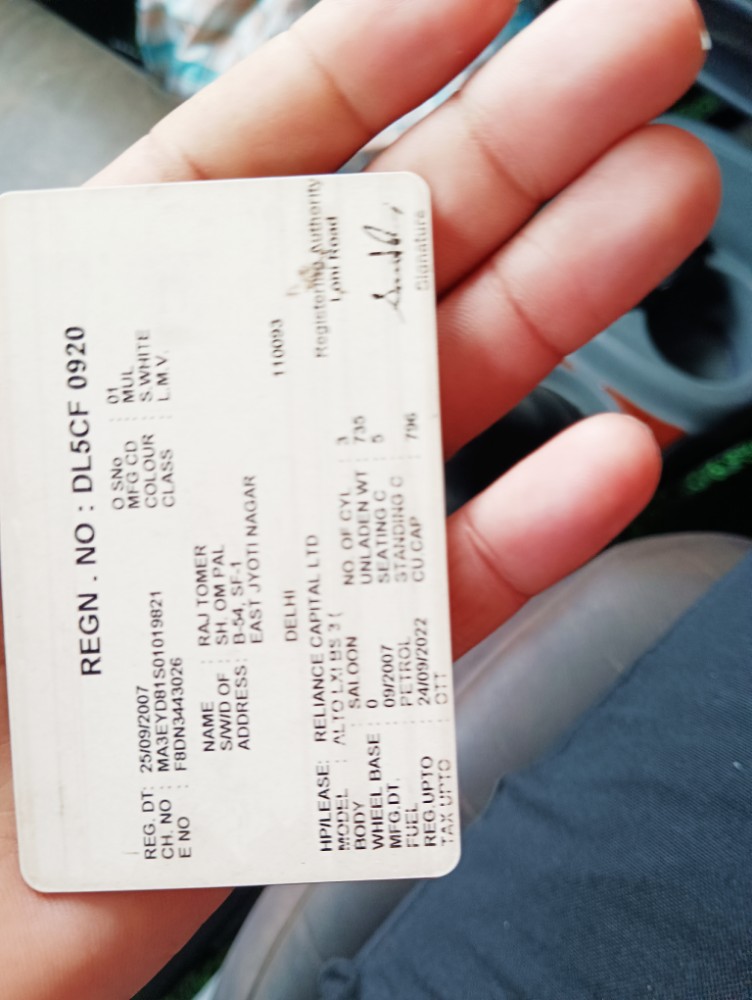 REGN . NO : DL5CF 0920
REG. DT: 25/09/2007 O SNo : 01
CH. NO : MA3EYD81S01019821 MFG CD : MUL
E NO : F8DN3443026 COLOUR : S.WHITE
CLASS : L.M.V.
NAME : RAJ TOMER
S/W/D OF : SH. OM PAL
ADDRESS : B-54, SF-1
EAST JYOTI NAGAR
DELHI 110093
HP/LEASE: RELIANCE CAPITAL LTD
MODEL : ALTO LXI BS 3 (
BODY : SALOON
WHEEL BASE : 0
MFG.DT. : 09/2007
FUEL : PETROL
REG.UPTO : 24/09/2022
TAX UPTO : OTT
NO. OF CYL : 3
UNLADEN WT : 735
SEATING C : 5
STANDING C :
CU.CAP : 796
Registering Authority
Loni Road
Signature